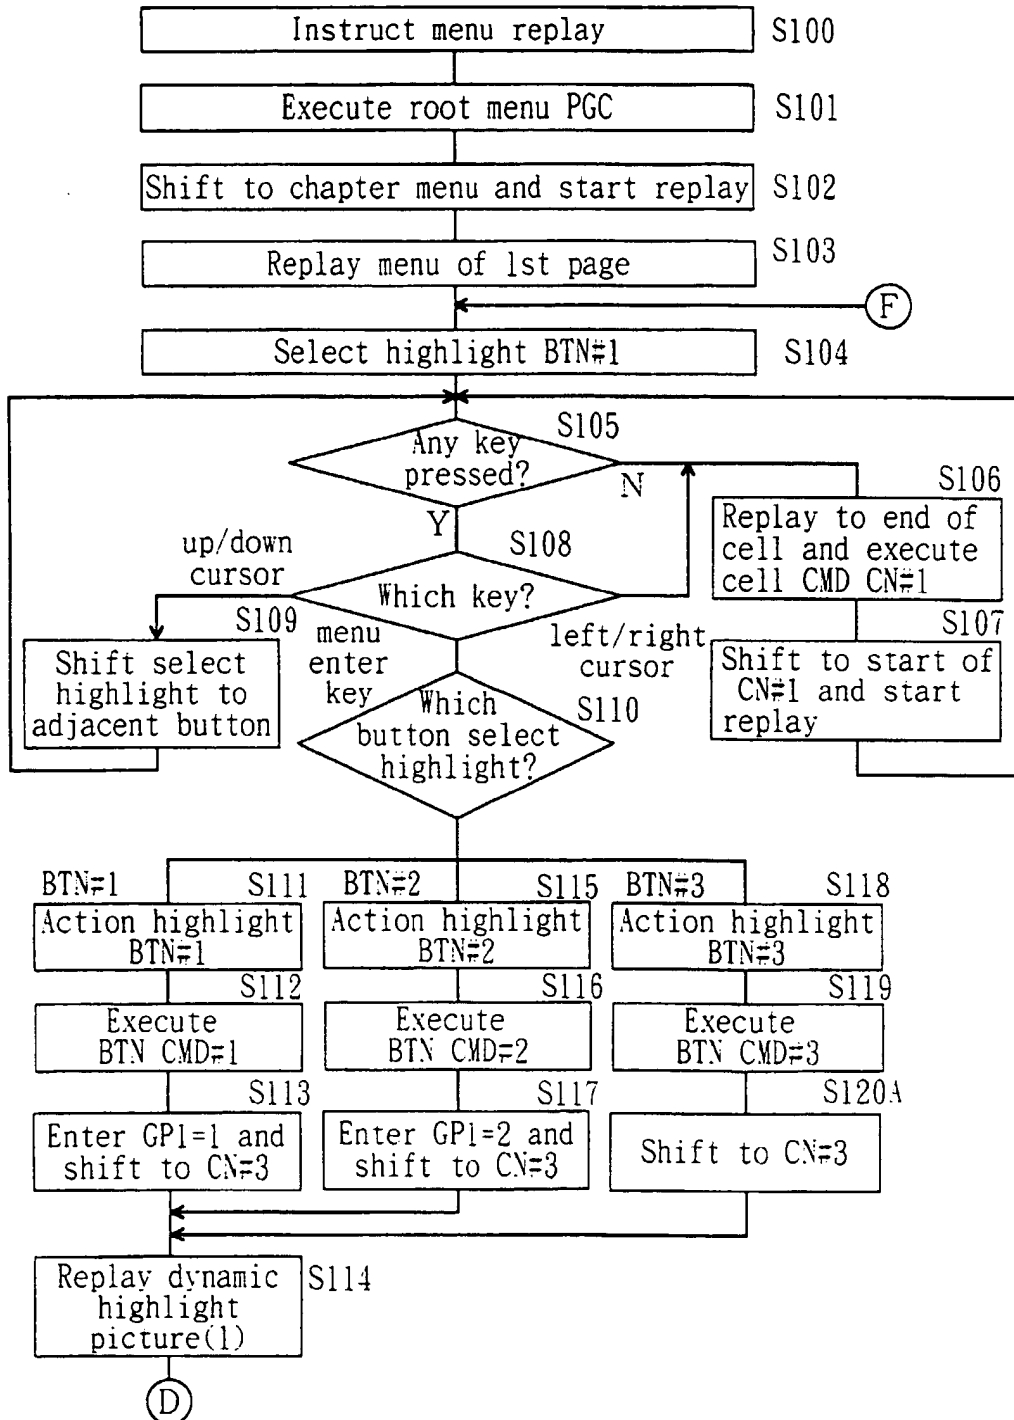 Instruct menu replay S100
Execute root menu PGC S101
Shift to chapter menu and start replay S102
Replay menu of 1st page S103
F
Select highlight BTN#1 S104
S105
Any key
pressed?
N
Y
S106
Replay to end of
cell and execute
cell CMD CN#1
S107
Shift to start of
CN#1 and start
replay
S108
Which key?
up/down
cursor
S109
Shift select
highlight to
adjacent button
menu
enter
key
left/right
cursor
S110
Which
button select
highlight?
BTN#1 S111
Action highlight
BTN#1
S112
Execute
BTN CMD#1
S113
Enter GP1=1 and
shift to CN#3
BTN#2 S115
Action highlight
BTN#2
S116
Execute
BTN CMD#2
S117
Enter GP1=2 and
shift to CN#3
BTN#3 S118
Action highlight
BTN#3
S119
Execute
BTN CMD#3
S120A
Shift to CN#3
S114
Replay dynamic
highlight
picture(1)
D